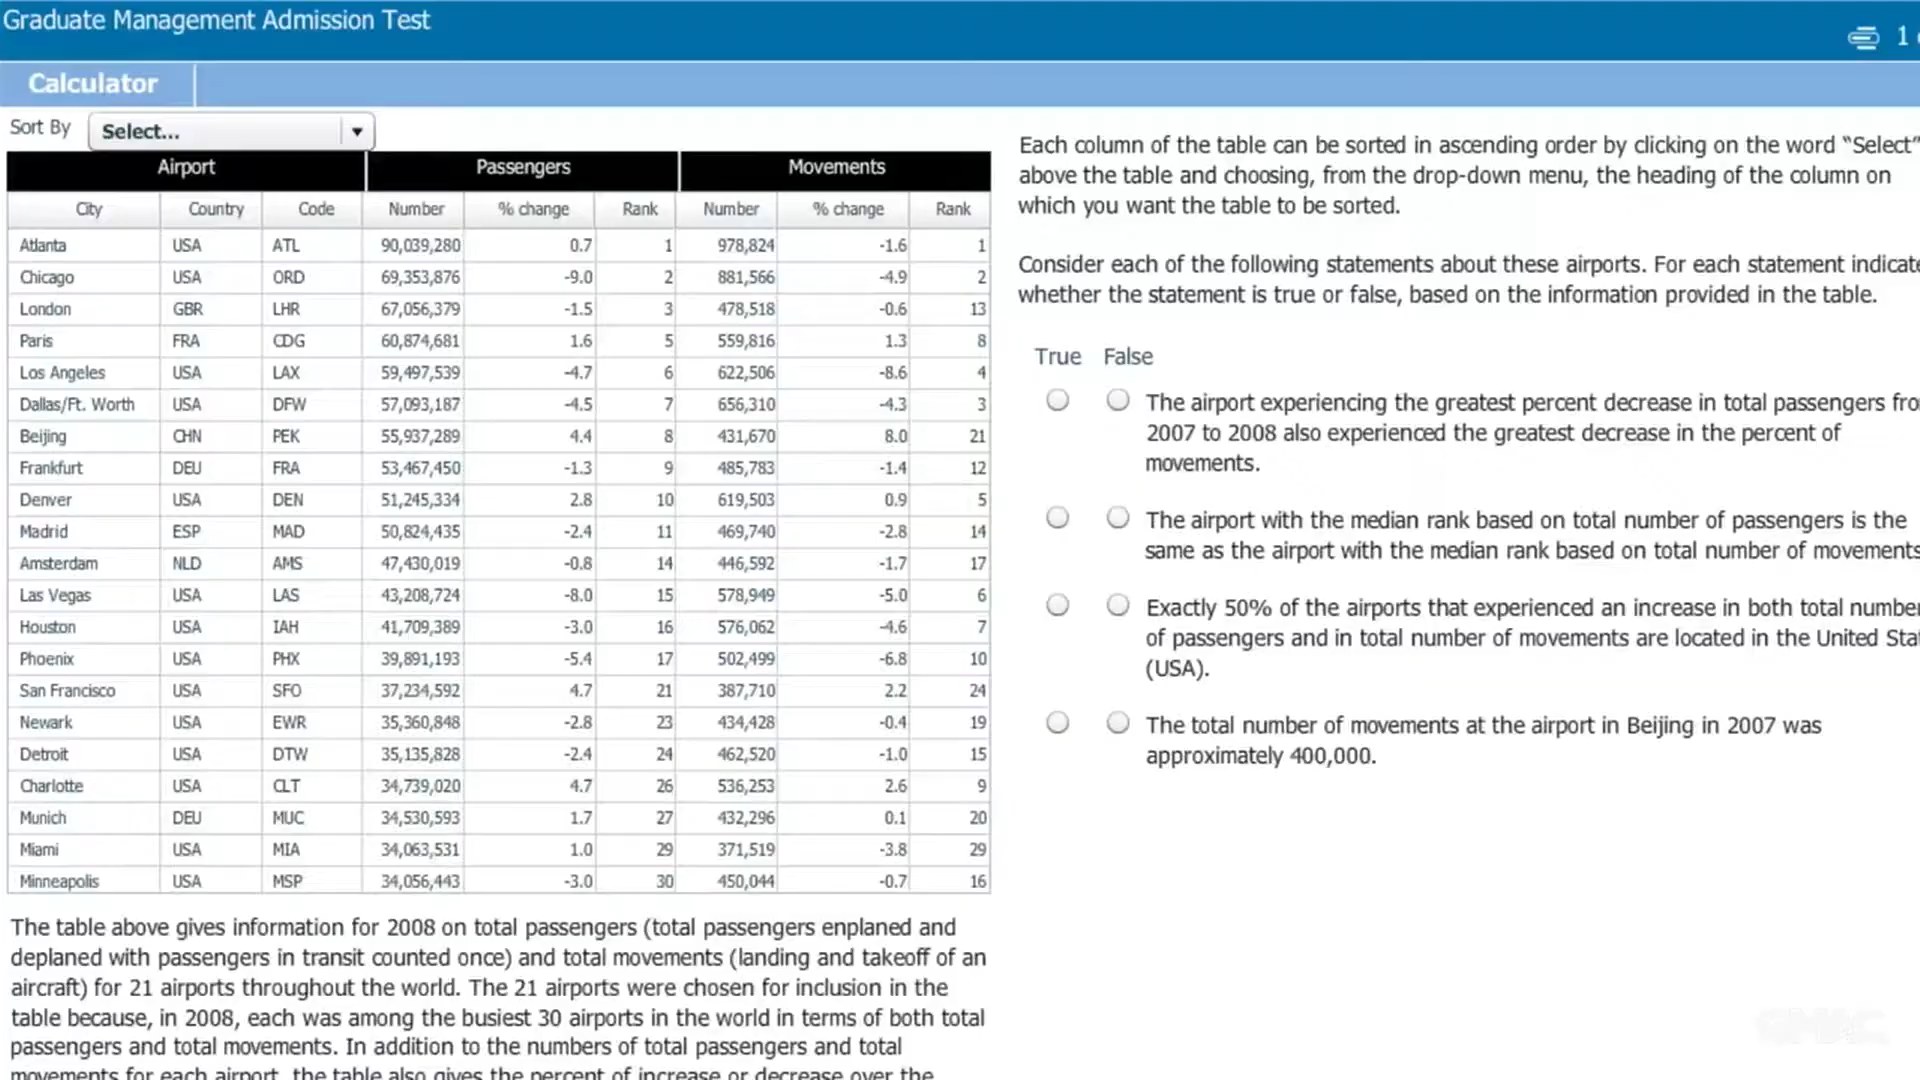 Graduate Management Admission Test
1
Calculator
Sort By Select...
Airport Passengers Movements
City Country Code Number % change Rank Number % change Rank
Atlanta USA ATL 90,039,280 0.7 1 978,824 -1.6 1
Chicago USA ORD 69,353,876 -9.0 2 881,566 -4.9 2
London GBR LHR 67,056,379 -1.5 3 478,518 -0.6 13
Paris FRA CDG 60,874,681 1.6 5 559,816 1.3 8
Los Angeles USA LAX 59,497,539 -4.7 6 622,506 -8.6 4
Dallas/Ft. Worth USA DFW 57,093,187 -4.5 7 656,310 -4.3 3
Beijing CHN PEK 55,937,289 4.4 8 431,670 8.0 21
Frankfurt DEU FRA 53,467,450 -1.3 9 485,783 -1.4 12
Denver USA DEN 51,245,334 2.8 10 619,503 0.9 5
Madrid ESP MAD 50,824,435 -2.4 11 469,740 -2.8 14
Amsterdam NLD AMS 47,430,019 -0.8 14 446,592 -1.7 17
Las Vegas USA LAS 43,208,724 -8.0 15 578,949 -5.0 6
Houston USA IAH 41,709,389 -3.0 16 576,062 -4.6 7
Phoenix USA PHX 39,891,193 -5.4 17 502,499 -6.8 10
San Francisco USA SFO 37,234,592 4.7 21 387,710 2.2 24
Newark USA EWR 35,360,848 -2.8 23 434,428 -0.4 19
Detroit USA DTW 35,135,828 -2.4 24 462,520 -1.0 15
Charlotte USA CLT 34,739,020 4.7 26 536,253 2.6 9
Munich DEU MUC 34,530,593 1.7 27 432,296 0.1 20
Miami USA MIA 34,063,531 1.0 29 371,519 -3.8 29
Minneapolis USA MSP 34,056,443 -3.0 30 450,044 -0.7 16
The table above gives information for 2008 on total passengers (total passengers enplaned and
deplaned with passengers in transit counted once) and total movements (landing and takeoff of an
aircraft) for 21 airports throughout the world. The 21 airports were chosen for inclusion in the
table because, in 2008, each was among the busiest 30 airports in the world in terms of both total
passengers and total movements. In addition to the numbers of total passengers and total
movements for each airport, the table also gives the percent of increase or decrease over the
Each column of the table can be sorted in ascending order by clicking on the word “Select”
above the table and choosing, from the drop-down menu, the heading of the column on
which you want the table to be sorted.
Consider each of the following statements about these airports. For each statement indicate
whether the statement is true or false, based on the information provided in the table.
True False
The airport experiencing the greatest percent decrease in total passengers fro
2007 to 2008 also experienced the greatest decrease in the percent of
movements.
The airport with the median rank based on total number of passengers is the
same as the airport with the median rank based on total number of movements
Exactly 50% of the airports that experienced an increase in both total number
of passengers and in total number of movements are located in the United Sta
(USA).
The total number of movements at the airport in Beijing in 2007 was
approximately 400,000.
GMAC